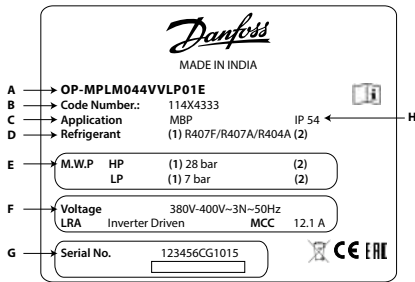 Danfoss
MADE IN INDIA
A OP-MPLM044VVLP01E
B Code Number.: 114X4333
C Application MBP IP 54 H
D Refrigerant (1) R407F/R407A/R404A (2)
E M.W.P HP (1) 28 bar (2)
LP (1) 7 bar (2)
F Voltage 380V-400V~3N~50Hz
LRA Inverter Driven MCC 12.1 A
G Serial No. 123456CG1015
CE EAC